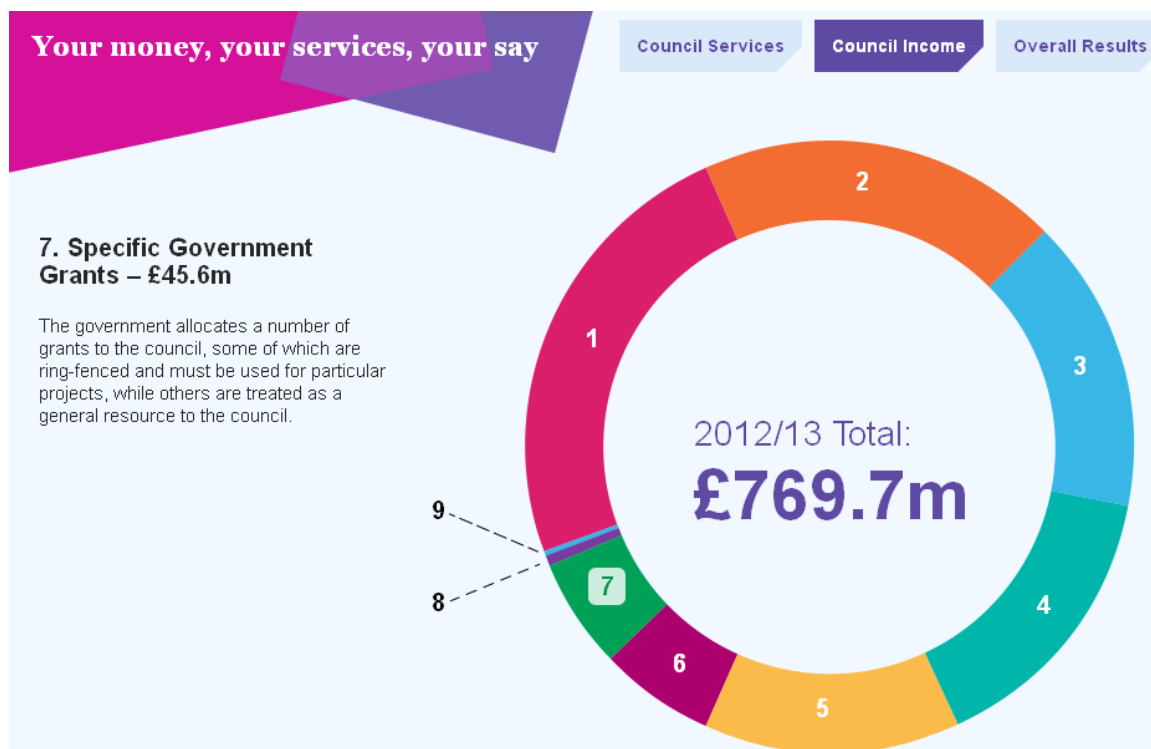 Your money, your services, your say
Council Services
Council Income
Overall Results
7. Specific Government
Grants – £45.6m
The government allocates a number of
grants to the council, some of which are
ring-fenced and must be used for particular
projects, while others are treated as a
general resource to the council.
1
2
3
4
5
6
7
8
9
2012/13 Total:
£769.7m